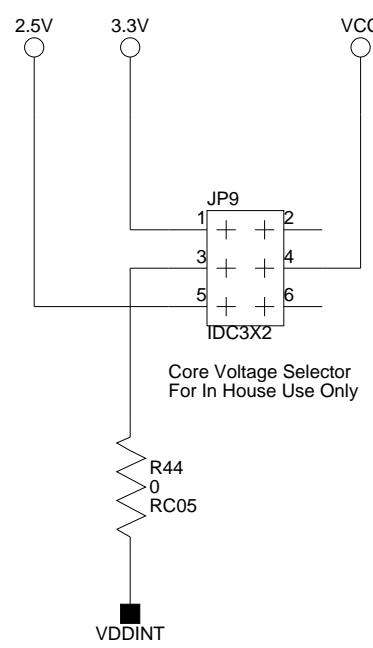 2.5V 3.3V VCC
JP9
1 2
3 4
5 6
IDC3X2
Core Voltage Selector
For In House Use Only
R44
0
RC05
VDDINT